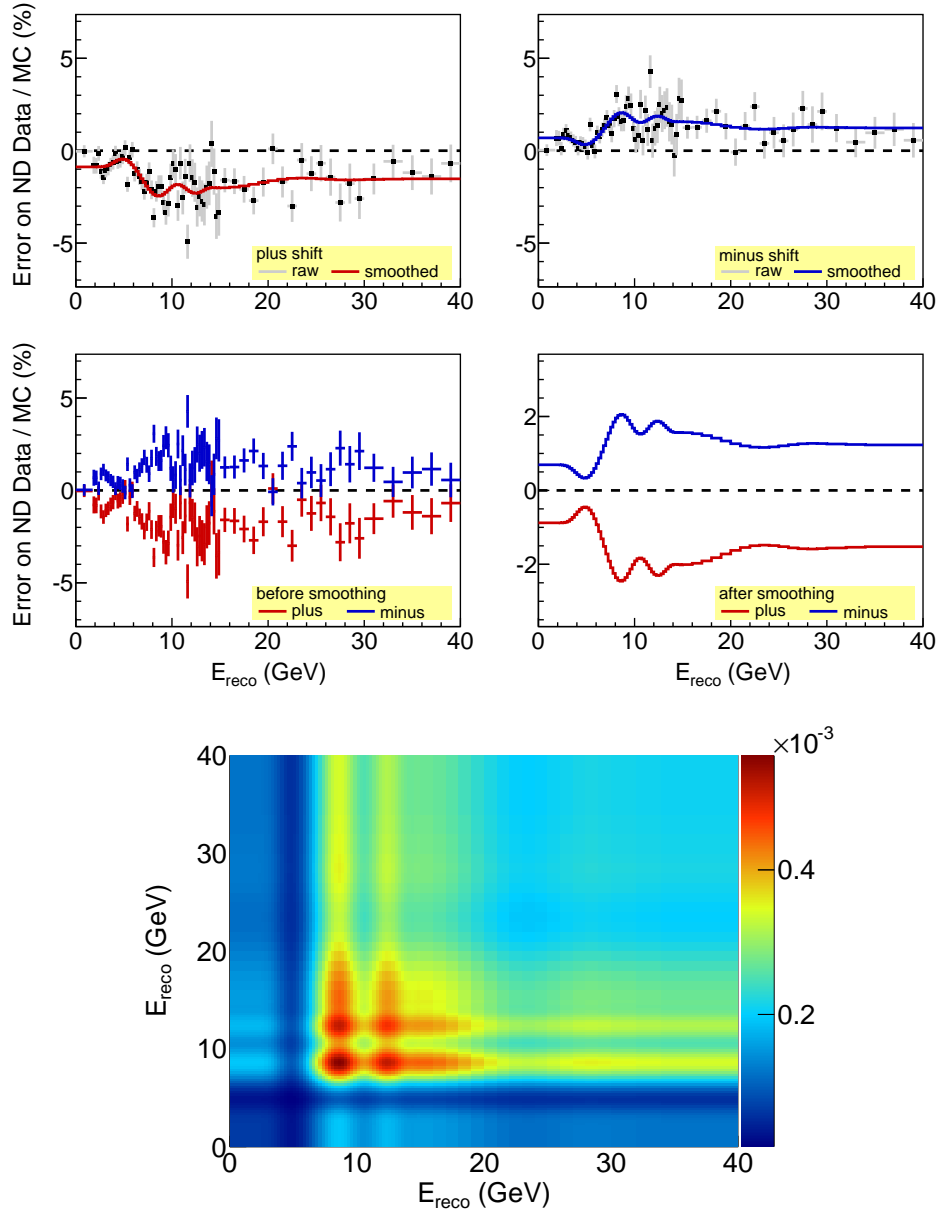 Error on ND Data / MC (%)
5
0
-5
plus shift
raw smoothed
0 10 20 30 40
5
0
-5
minus shift
raw smoothed
0 10 20 30 40
Error on ND Data / MC (%)
5
0
-5
before smoothing
plus minus
0 10 20 30 40
E_reco (GeV)
2
0
-2
after smoothing
plus minus
0 10 20 30 40
E_reco (GeV)
×10⁻³
40
30
20
10
0
E_reco (GeV)
0 10 20 30 40
E_reco (GeV)
0.4
0.2